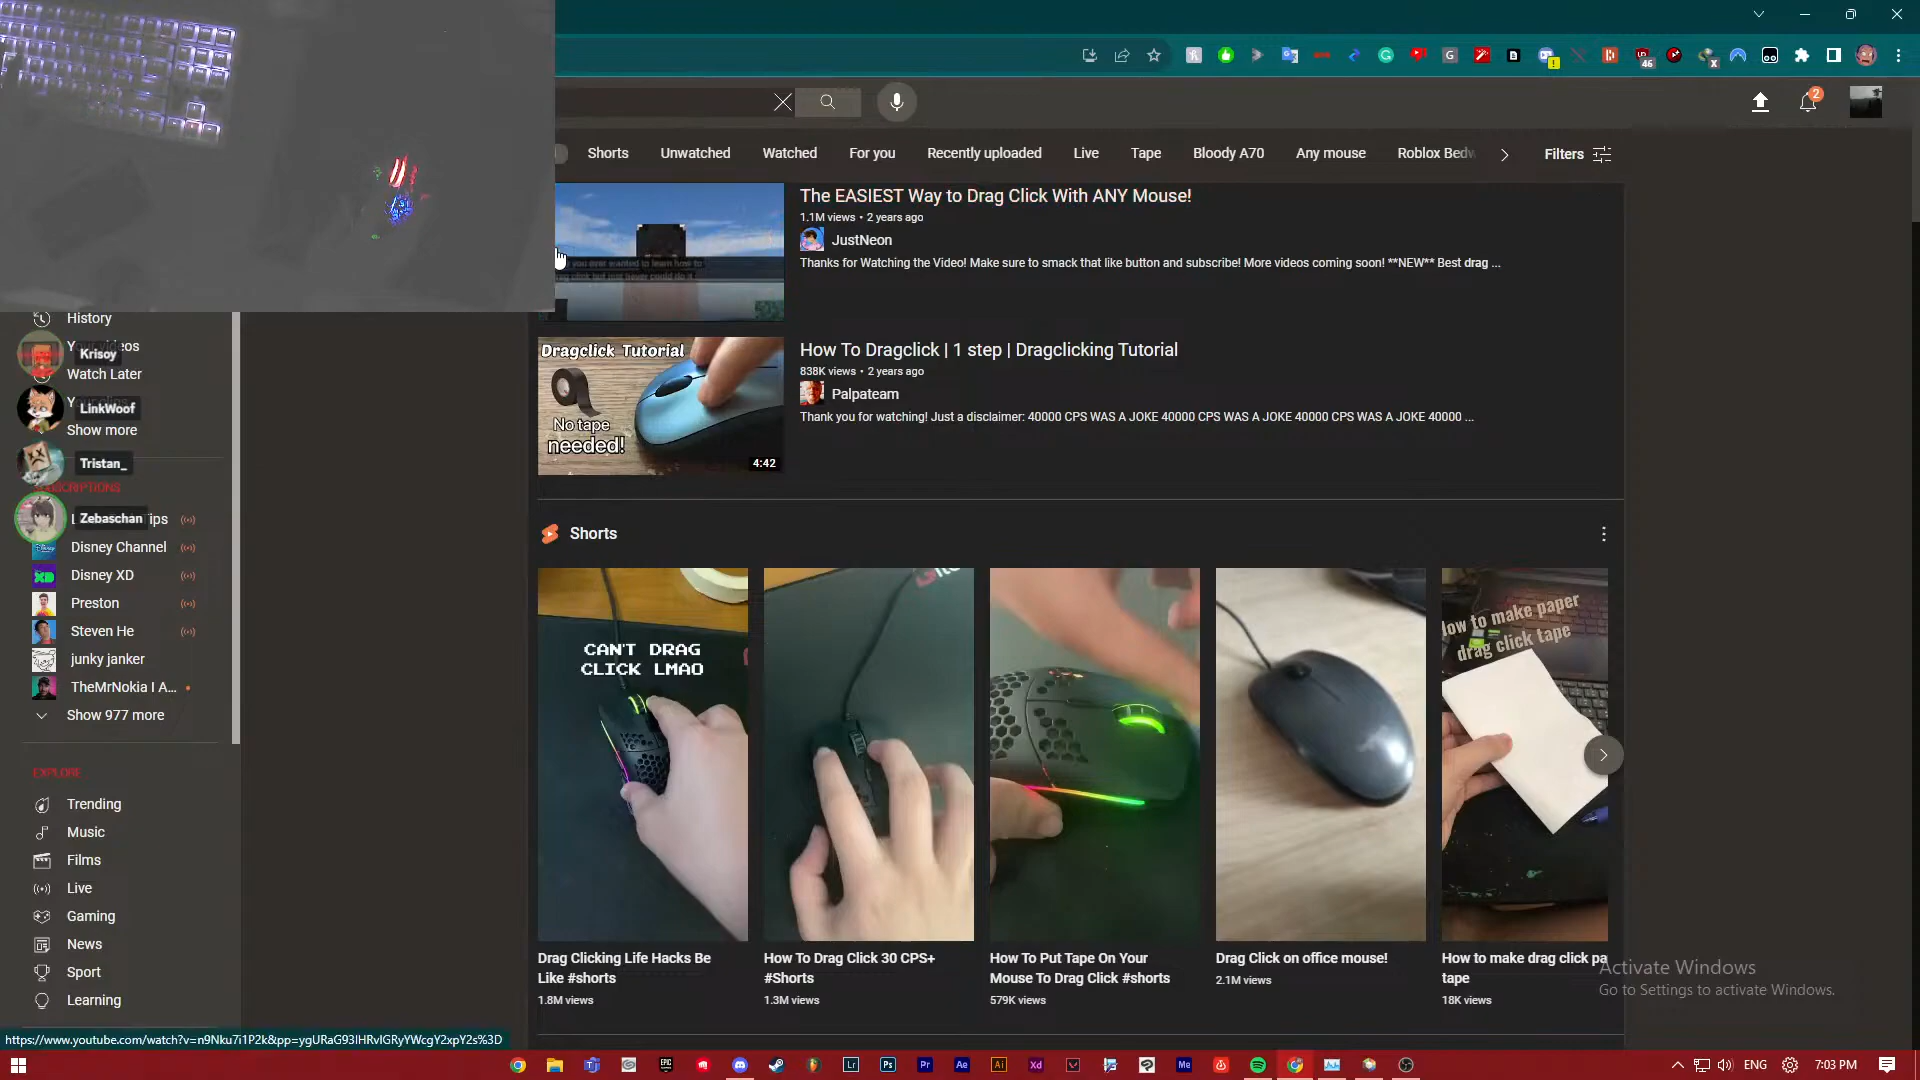 Shorts
Unwatched
Watched
For you
Recently uploaded
Live
Tape
Bloody A70
Any mouse
Roblox Bedw
Filters
46
2
The EASIEST Way to Drag Click With ANY Mouse!
1.1M views • 2 years ago
JustNeon
Thanks for Watching the Video! Make sure to smack that like button and subscribe! More videos coming soon! **NEW** Best drag ...
Dragclick Tutorial
No tape
needed!
4:42
How To Dragclick | 1 step | Dragclicking Tutorial
838K views • 2 years ago
Palpateam
Thank you for watching! Just a disclaimer: 40000 CPS WAS A JOKE 40000 CPS WAS A JOKE 40000 CPS WAS A JOKE 40000 ...
History
Krisoy
Watch Later
LinkWoof
Show more
Tristan_
Zebaschan
Disney Channel
Disney XD
Preston
Steven He
junky janker
TheMrNokia I A...
Show 977 more
EXPLORE
Trending
Music
Films
Live
Gaming
News
Sport
Learning
Shorts
CAN'T DRAG
CLICK LMAO
How to make paper
drag click tape
Drag Clicking Life Hacks Be
Like #shorts
1.8M views
How To Drag Click 30 CPS+
#Shorts
1.3M views
How To Put Tape On Your
Mouse To Drag Click #shorts
579K views
Drag Click on office mouse!
2.1M views
How to make drag click pa
tape
18K views
Activate Windows
Go to Settings to activate Windows.
https://www.youtube.com/watch?v=n9Nku7i1P2k&pp=ygURaG93IHRvIGRyYWcgY2xpY2s%3D
ENG
7:03 PM